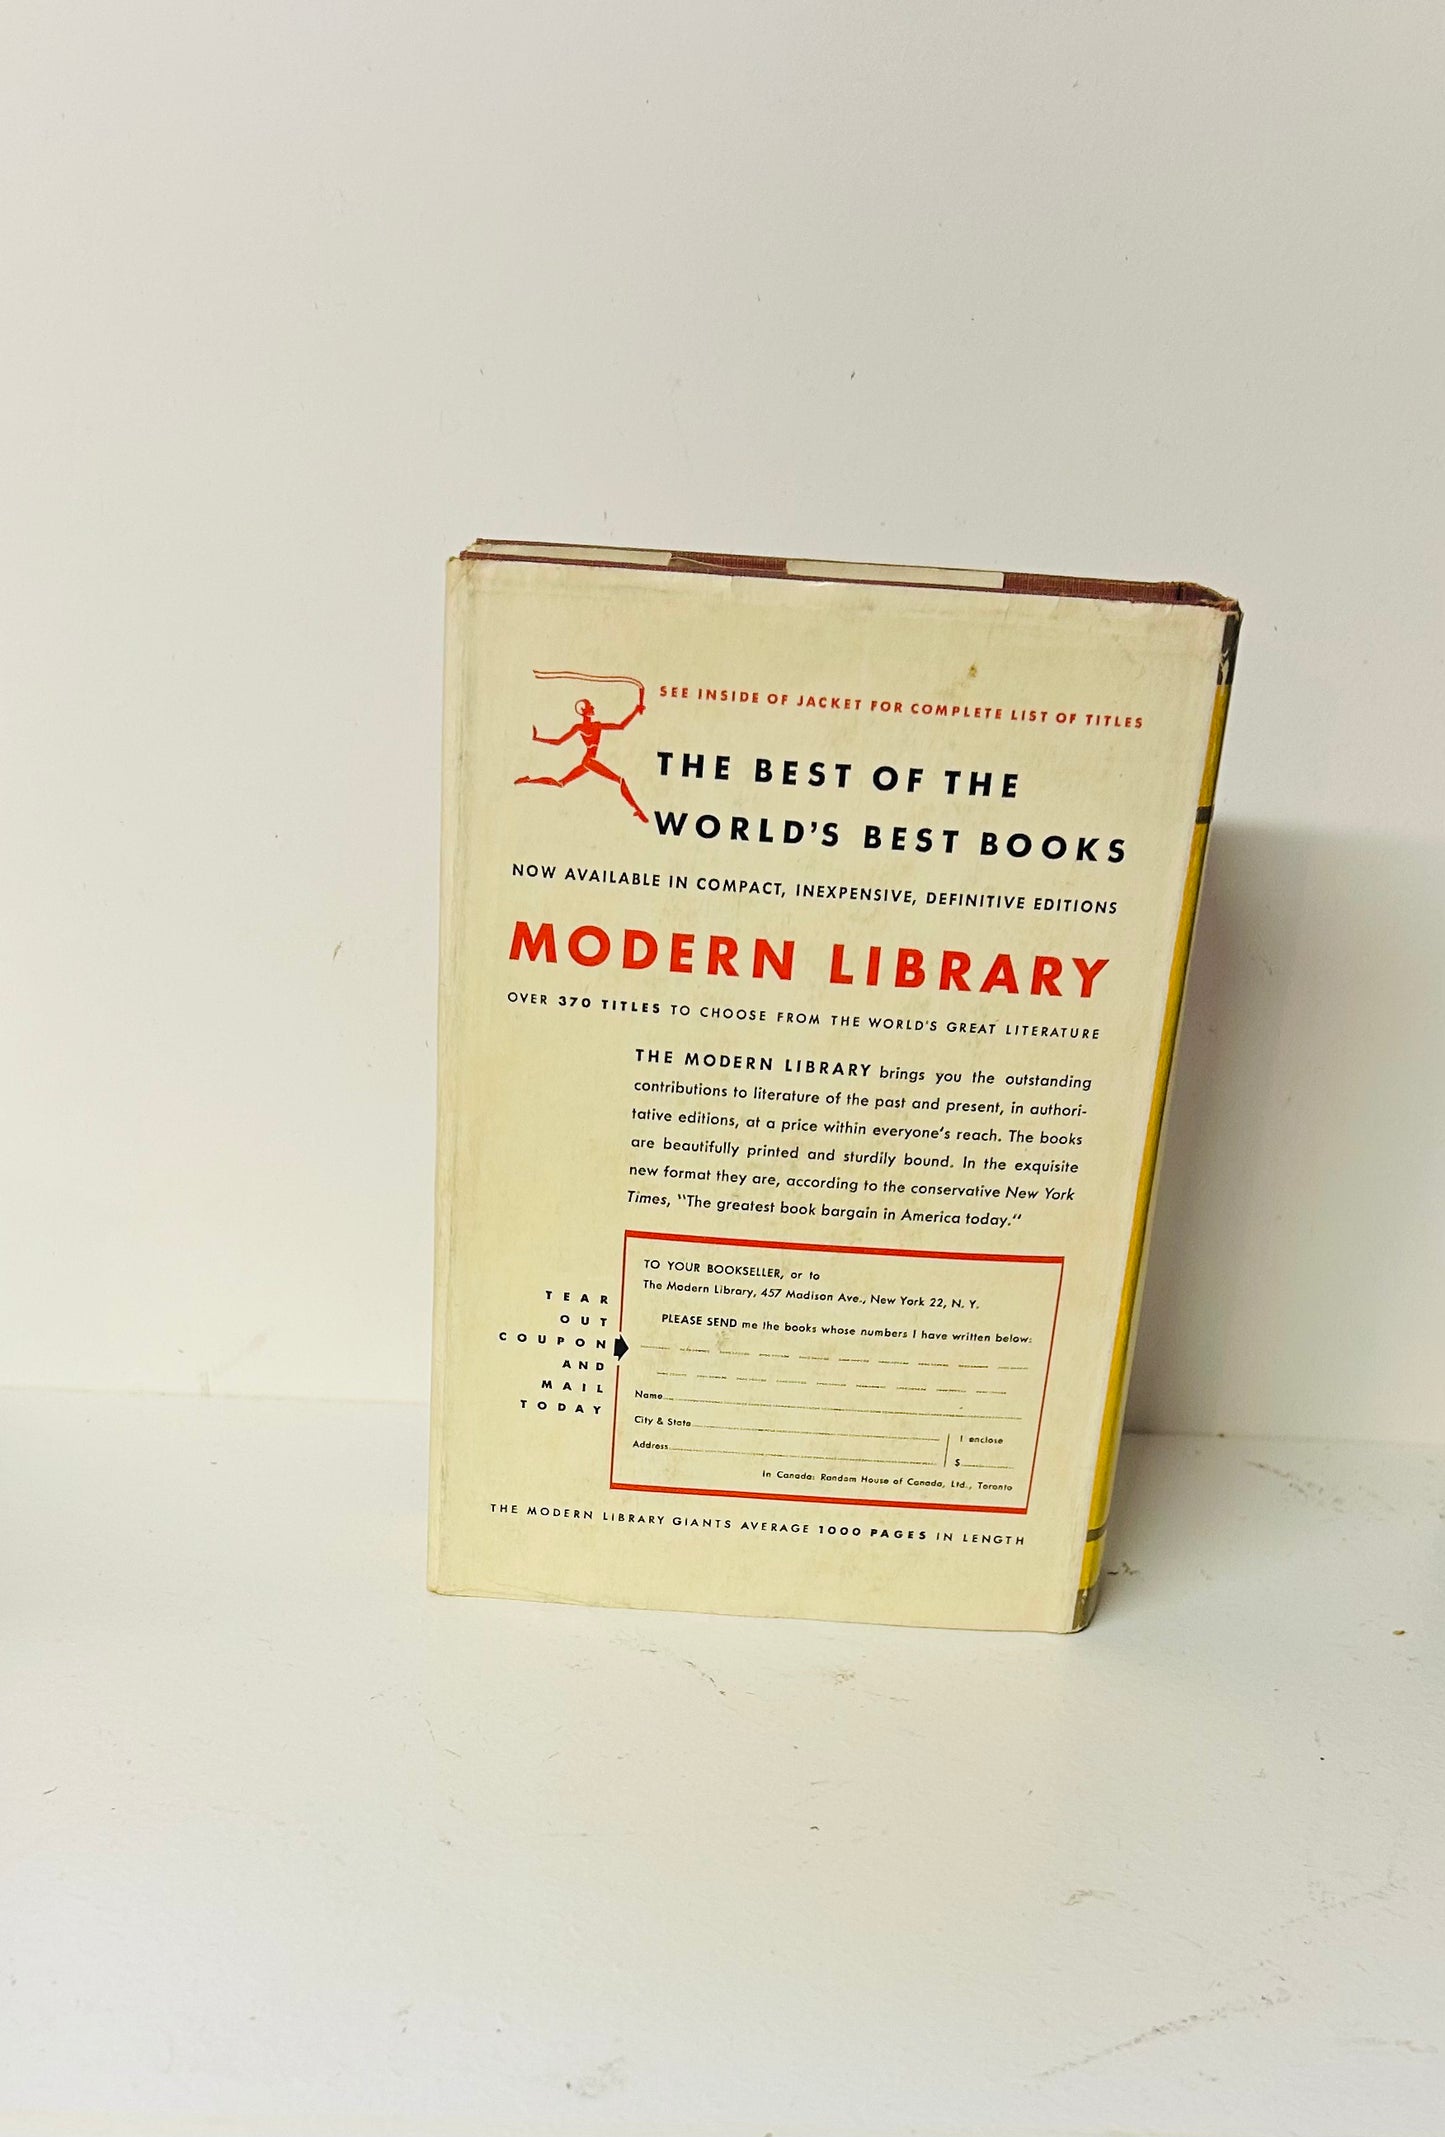 SEE INSIDE OF JACKET FOR COMPLETE LIST OF TITLES
THE BEST OF THE
WORLD'S BEST BOOKS
NOW AVAILABLE IN COMPACT, INEXPENSIVE, DEFINITIVE EDITIONS
MODERN LIBRARY
OVER 370 TITLES TO CHOOSE FROM THE WORLD'S GREAT LITERATURE
THE MODERN LIBRARY brings you the outstanding
contributions to literature of the past and present, in authori-
tative editions, at a price within everyone's reach. The books
are beautifully printed and sturdily bound. In the exquisite
new format they are, according to the conservative New York
Times, "The greatest book bargain in America today."
TEAR
OUT
COUPON
AND
MAIL
TODAY
TO YOUR BOOKSELLER, or to
The Modern Library, 457 Madison Ave., New York 22, N. Y.
PLEASE SEND me the books whose numbers I have written below:
Name
City & State
I enclose
Address
$
In Canada: Random House of Canada, Ltd., Toronto
THE MODERN LIBRARY GIANTS AVERAGE 1000 PAGES IN LENGTH